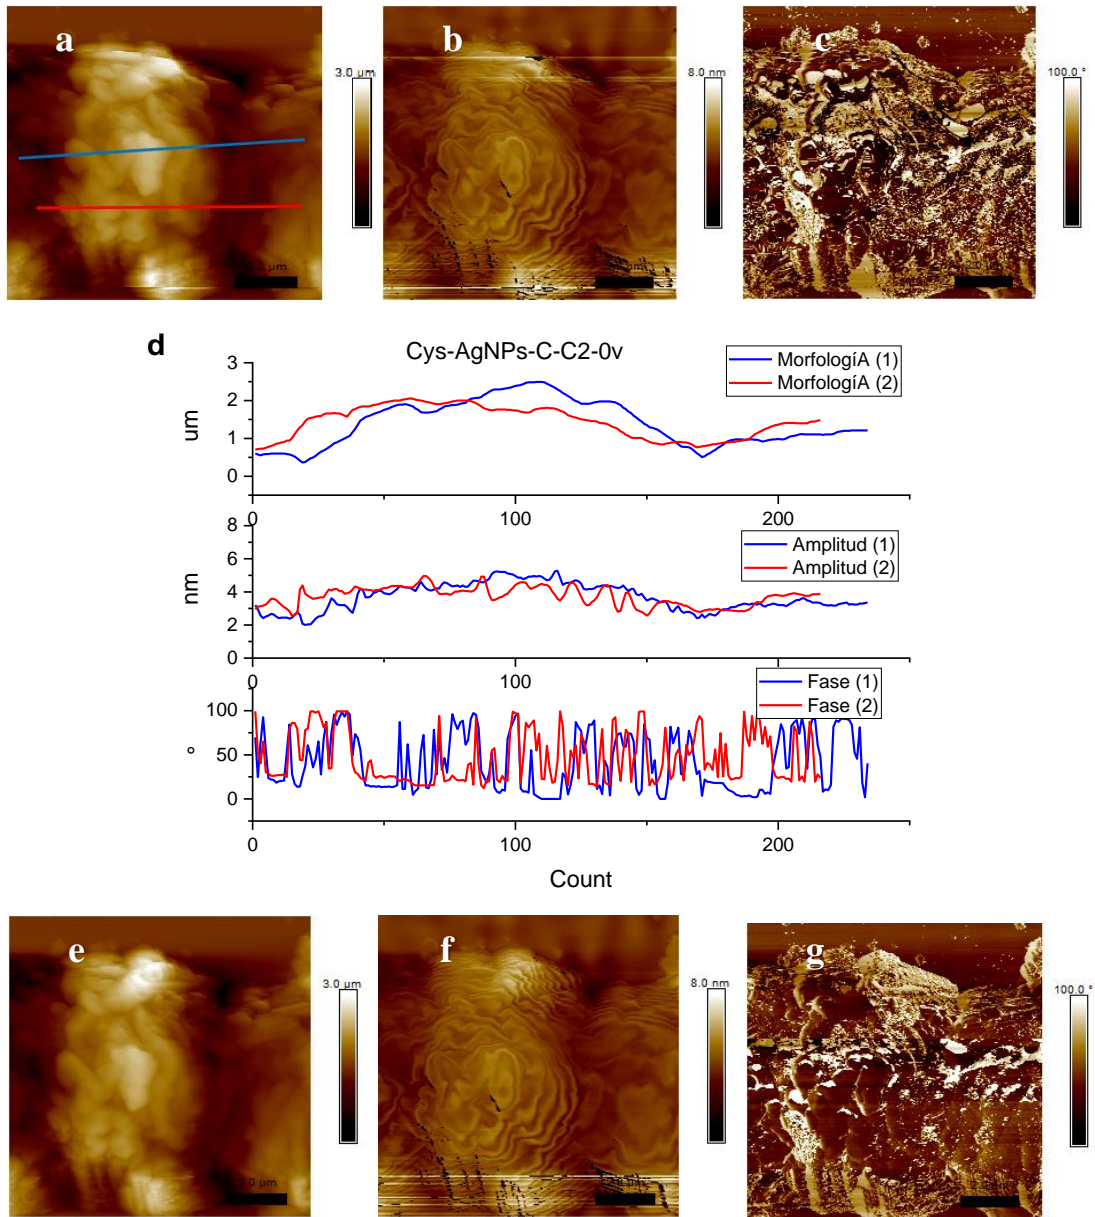 a
b
c
3.0 µm
8.0 nm
100.0 °
d
Cys-AgNPs-C-C2-0v
MorfologíA (1)
MorfologíA (2)
3
2
1
0
um
0
100
200
Amplitud (1)
Amplitud (2)
8
6
4
2
0
nm
0
100
200
Fase (1)
Fase (2)
100
50
0
°
0
100
200
Count
e
f
g
3.0 µm
8.0 nm
100.0 °